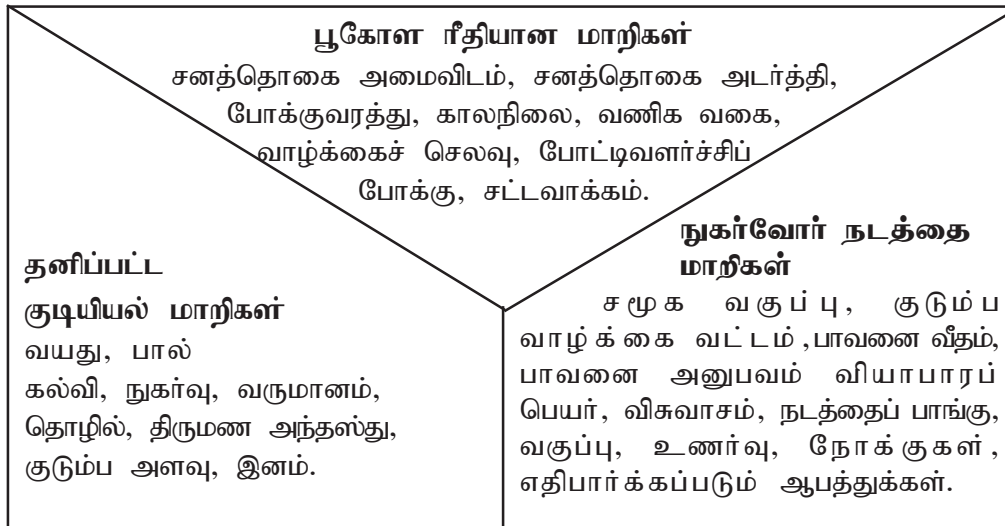 பூகோள ரீதியான மாறிகள்
சனத்தொகை அமைவிடம், சனத்தொகை அடர்த்தி,
போக்குவரத்து, காலநிலை, வணிக வகை,
வாழ்க்கைச் செலவு, போட்டிவளர்ச்சிப்
போக்கு, சட்டவாக்கம்.
தனிப்பட்ட
குடியியல் மாறிகள்
வயது, பால்
கல்வி, நுகர்வு, வருமானம்,
தொழில், திருமண அந்தஸ்து,
குடும்ப அளவு, இனம்.
நுகர்வோர் நடத்தை
மாறிகள்
சமூக வகுப்பு, குடும்ப
வாழ்க்கை வட்டம் ,பாவனை வீதம்,
பாவனை அனுபவம் வியாபாரப்
பெயர், விசுவாசம், நடத்தைப் பாங்கு,
வகுப்பு, உணர்வு, நோக்குகள்,
எதிபார்க்கப்படும் ஆபத்துக்கள்.